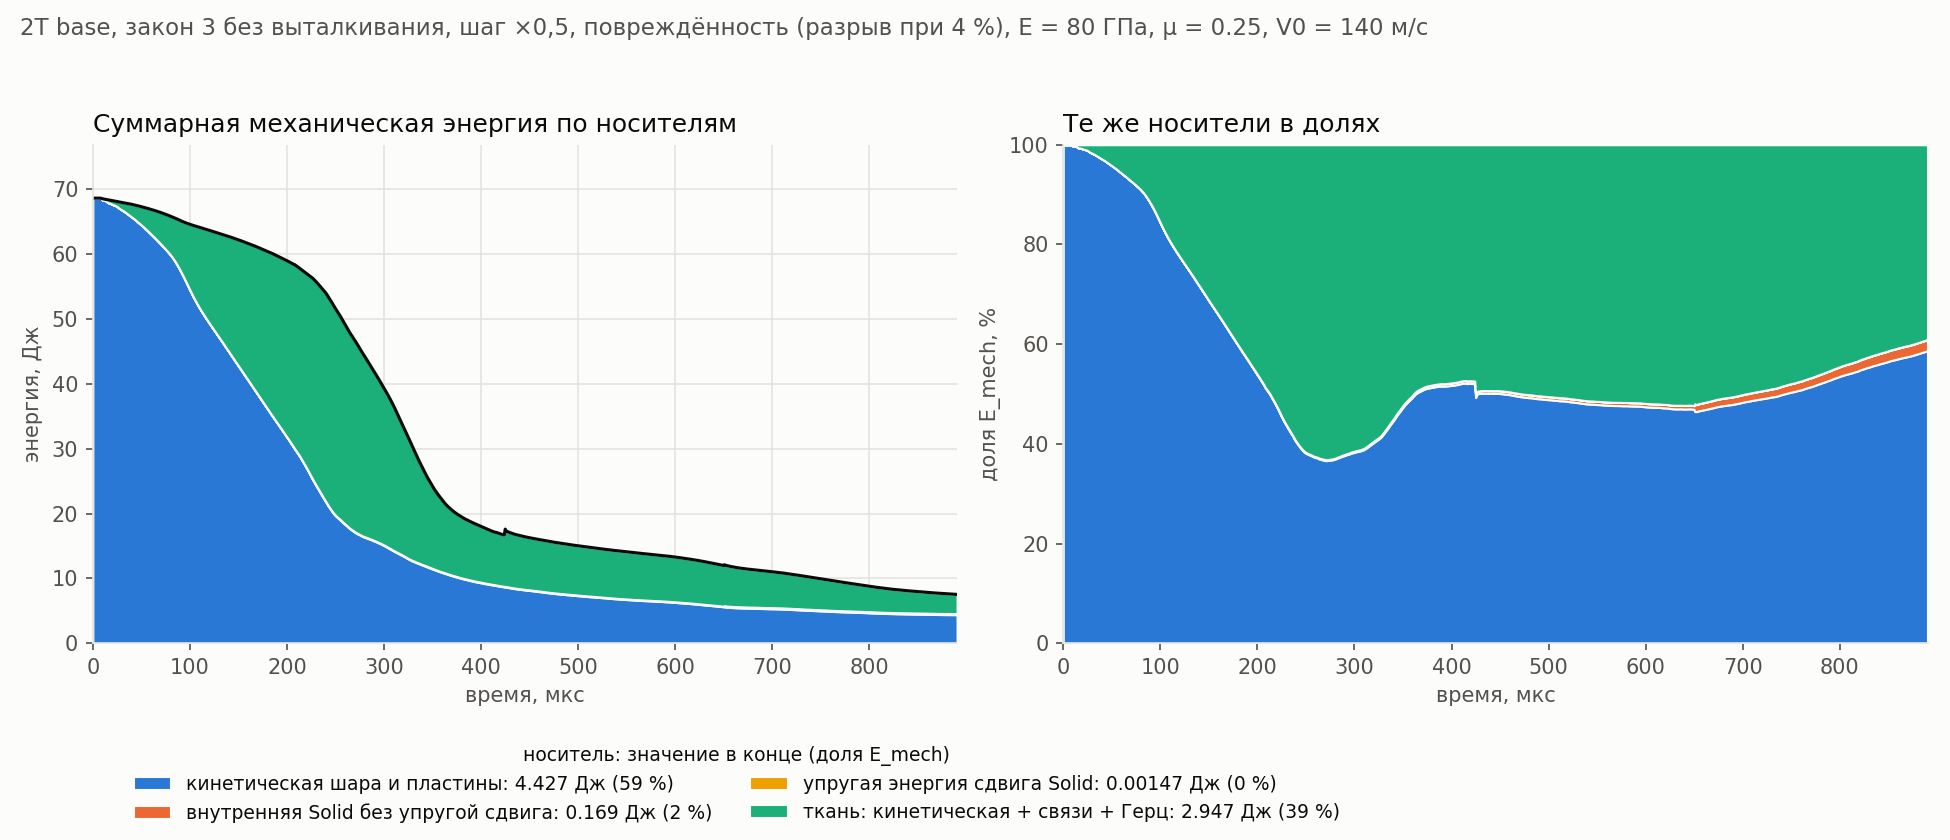 2T base, закон 3 без выталкивания, шаг ×0,5, повреждённость (разрыв при 4 %), E = 80 ГПа, μ = 0.25, V0 = 140 м/с
Суммарная механическая энергия по носителям
энергия, Дж
70
60
50
40
30
20
10
0
0 100 200 300 400 500 600 700 800
время, мкс
Те же носители в долях
доля E_mech, %
100
80
60
40
20
0
0 100 200 300 400 500 600 700 800
время, мкс
носитель: значение в конце (доля E_mech)
кинетическая шара и пластины: 4.427 Дж (59 %)
внутренняя Solid без упругой сдвига: 0.169 Дж (2 %)
упругая энергия сдвига Solid: 0.00147 Дж (0 %)
ткань: кинетическая + связи + Герц: 2.947 Дж (39 %)